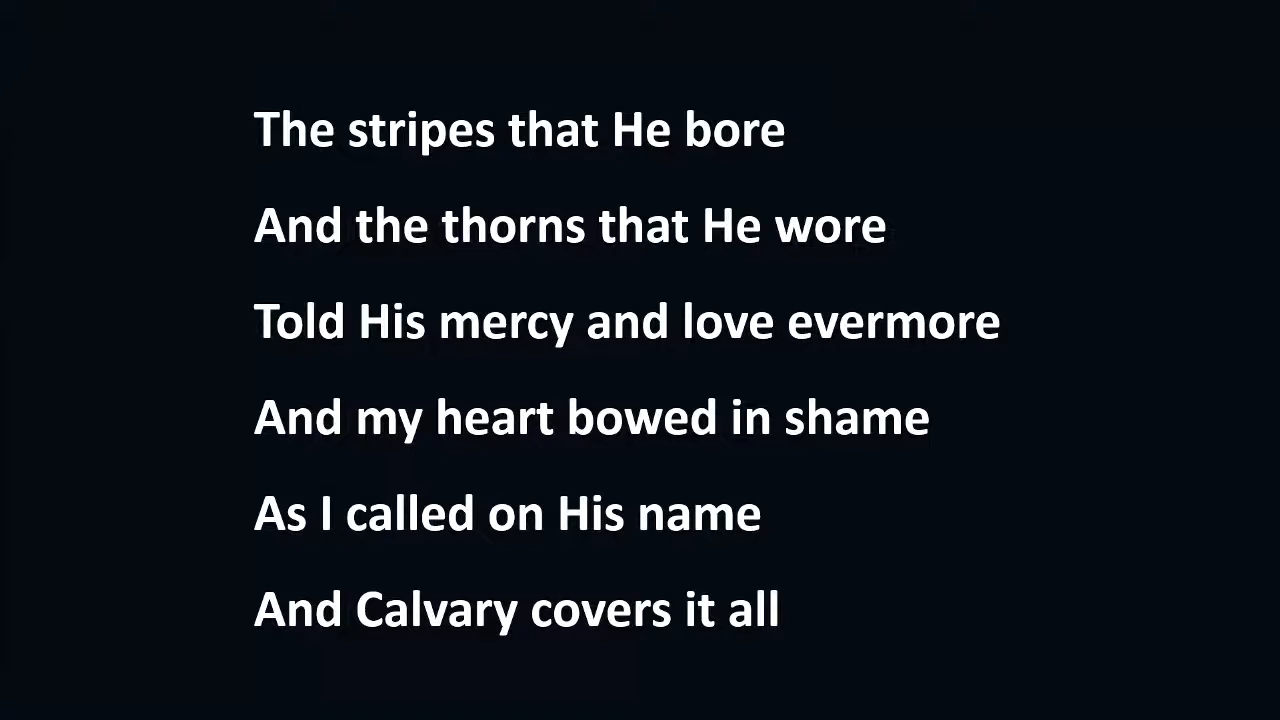 The stripes that He bore
And the thorns that He wore
Told His mercy and love evermore
And my heart bowed in shame
As I called on His name
And Calvary covers it all